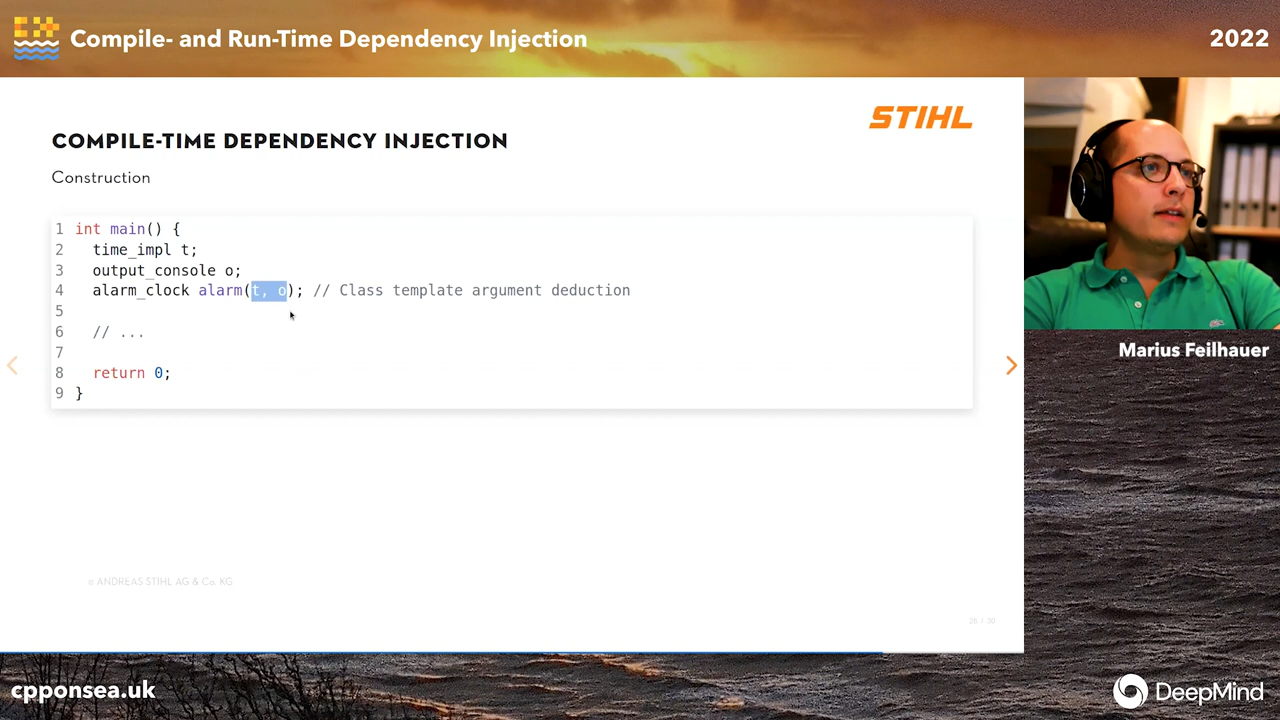 Compile- and Run-Time Dependency Injection
2022
STIHL
COMPILE-TIME DEPENDENCY INJECTION
Construction
1 int main() {
2 time_impl t;
3 output_console o;
4 alarm_clock alarm(t, o); // Class template argument deduction
5
6 // ...
7
8 return 0;
9 }
Marius Feilhauer
© ANDREAS STIHL AG & Co. KG
26 / 30
cpponsea.uk
DeepMind